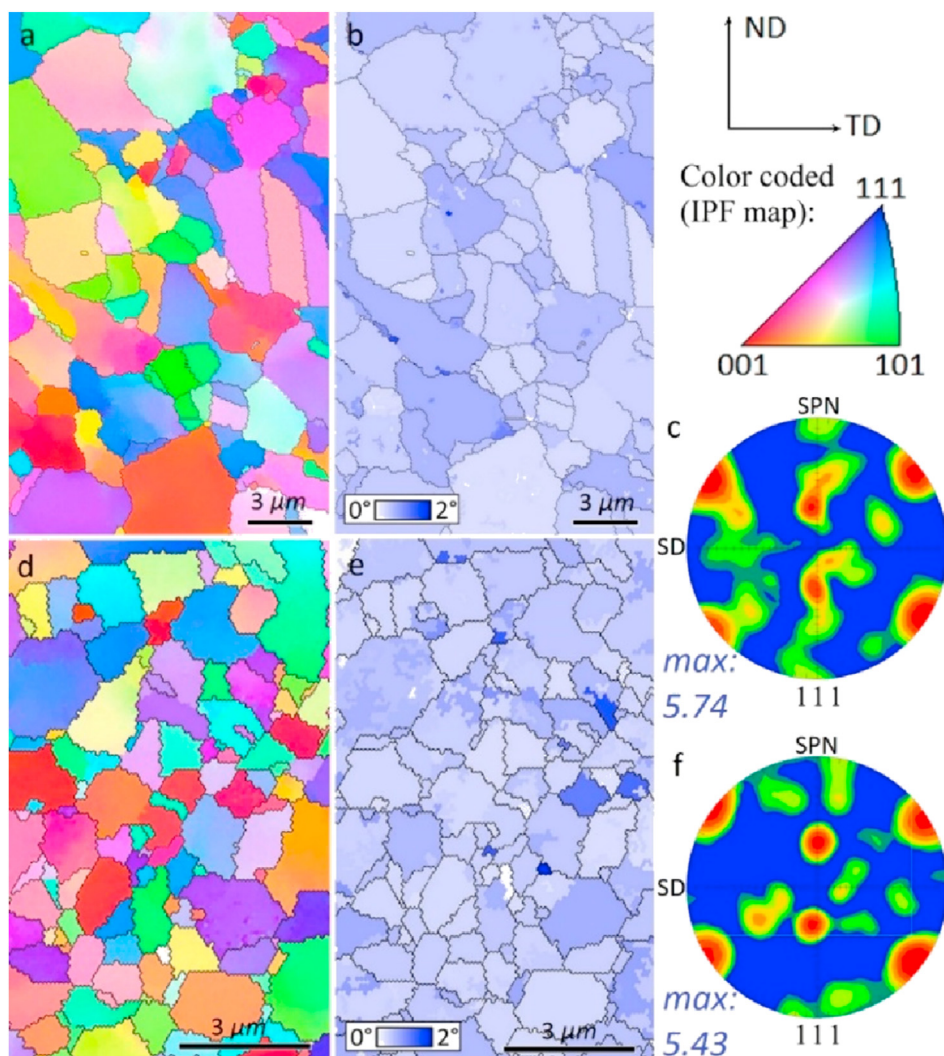 a
b
ND
TD
Color coded
(IPF map):
111
001
101
3 μm
0° 2°
3 μm
c
SPN
SD
max:
5.74
111
d
e
3 μm
0° 2°
3 μm
f
SPN
SD
max:
5.43
111